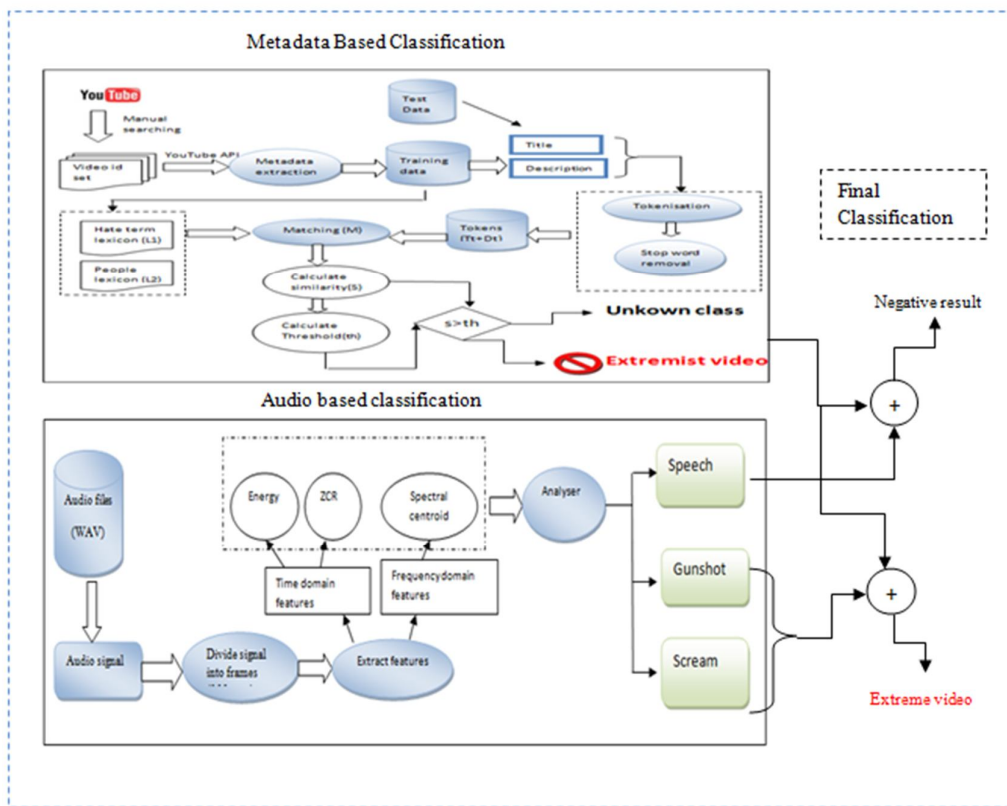 Metadata Based Classification
YouTube
Manual
searching
Video id
set
YouTube API
Metadata
extraction
Training
data
Test
Data
Title
Description
Tokenisation
Stop word
removal
Hate term
lexicon (L1)
People
lexicon (L2)
Matching (M)
Tokens
(Tt+Dt)
Calculate
similarity(S)
Calculate
Threshold(th)
s>th
Unkown class
Extremist video
Final
Classification
Negative result
+
Audio based classification
Audio files
(WAV)
Audio signal
Divide signal
into frames
Extract features
Time domain
features
Frequency domain
features
Energy
ZCR
Spectral
centroid
Analyser
Speech
Gunshot
Scream
+
Extreme video